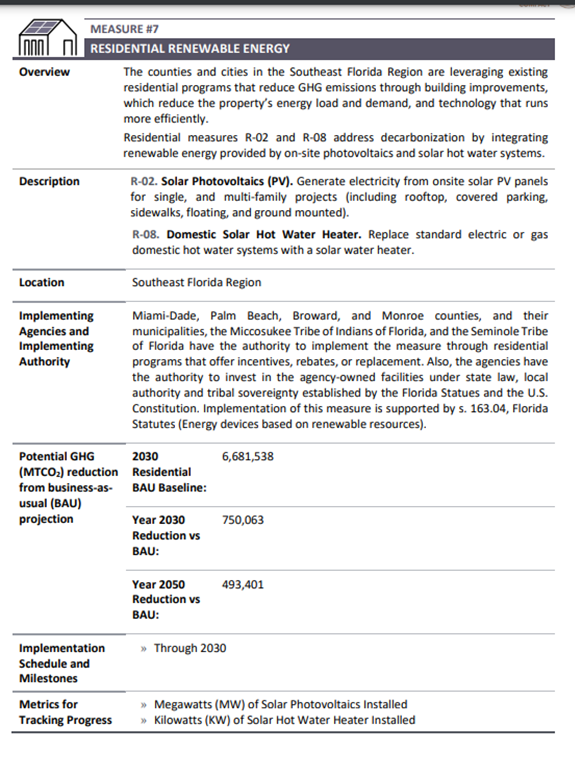 MEASURE #7
RESIDENTIAL RENEWABLE ENERGY
Overview
The counties and cities in the Southeast Florida Region are leveraging existing
residential programs that reduce GHG emissions through building improvements,
which reduce the property's energy load and demand, and technology that runs
more efficiently.
Residential measures R-02 and R-08 address decarbonization by integrating
renewable energy provided by on-site photovoltaics and solar hot water systems.
Description
R-02. Solar Photovoltaics (PV). Generate electricity from onsite solar PV panels
for single, and multi-family projects (including rooftop, covered parking,
sidewalks, floating, and ground mounted).
R-08. Domestic Solar Hot Water Heater. Replace standard electric or gas
domestic hot water systems with a solar water heater.
Location
Southeast Florida Region
Implementing
Agencies and
Implementing
Authority
Miami-Dade, Palm Beach, Broward, and Monroe counties, and their
municipalities, the Miccosukee Tribe of Indians of Florida, and the Seminole Tribe
of Florida have the authority to implement the measure through residential
programs that offer incentives, rebates, or replacement. Also, the agencies have
the authority to invest in the agency-owned facilities under state law, local
authority and tribal sovereignty established by the Florida Statues and the U.S.
Constitution. Implementation of this measure is supported by s. 163.04, Florida
Statutes (Energy devices based on renewable resources).
Potential GHG
(MTCO₂) reduction
from business-as-
usual (BAU)
projection
2030
Residential
BAU Baseline:
6,681,538
Year 2030
Reduction vs
BAU:
750,063
Year 2050
Reduction vs
BAU:
493,401
Implementation
Schedule and
Milestones
» Through 2030
Metrics for
Tracking Progress
» Megawatts (MW) of Solar Photovoltaics Installed
» Kilowatts (KW) of Solar Hot Water Heater Installed